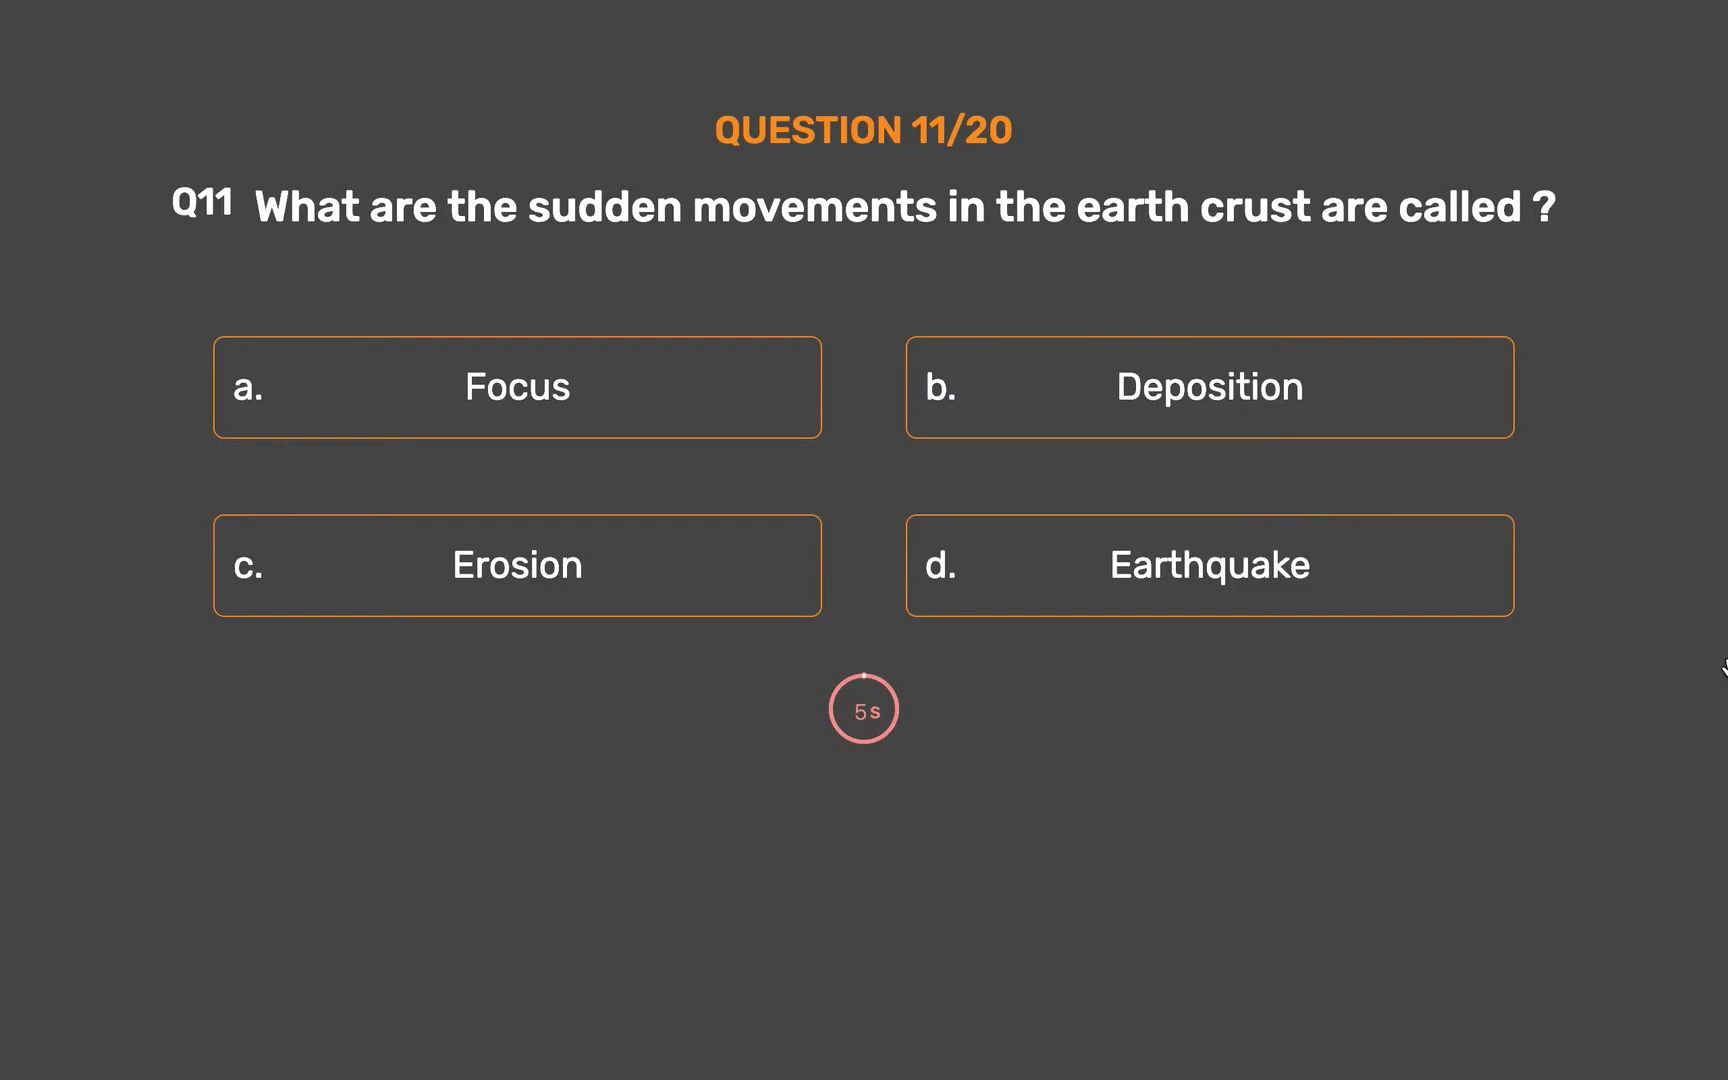 QUESTION 11/20
Q11 What are the sudden movements in the earth crust are called ?
a. Focus
b. Deposition
c. Erosion
d. Earthquake
5s